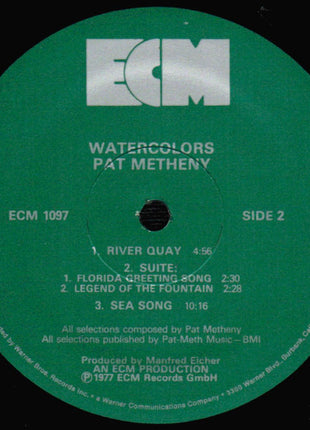 ECM
WATERCOLORS
PAT METHENY
ECM 1097
SIDE 2
1. RIVER QUAY 4:56
2. SUITE:
1. FLORIDA GREETING SONG 2:30
2. LEGEND OF THE FOUNTAIN 2:28
3. SEA SONG 10:16
All selections composed by Pat Metheny
All selections published by Pat-Meth Music – BMI
Produced by Manfred Eicher
AN ECM PRODUCTION
Ⓟ 1977 ECM Records GmbH
by Warner Bros. Records Inc. • a Warner Communications Company • 3300 Warner Blvd., Burbank,